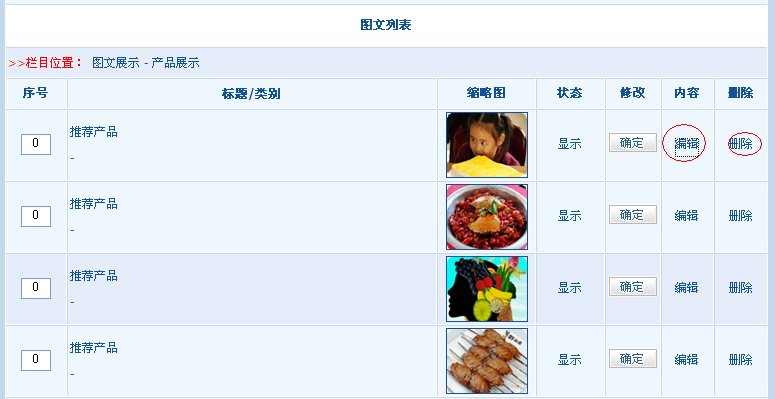 图文列表
>>栏目位置： 图文展示 - 产品展示
序号 标题/类别 缩略图 状态 修改 内容 删除
0 推荐产品 显示 确定 编辑 删除
-
0 推荐产品 显示 确定 编辑 删除
-
0 推荐产品 显示 确定 编辑 删除
-
0 推荐产品 显示 确定 编辑 删除
-